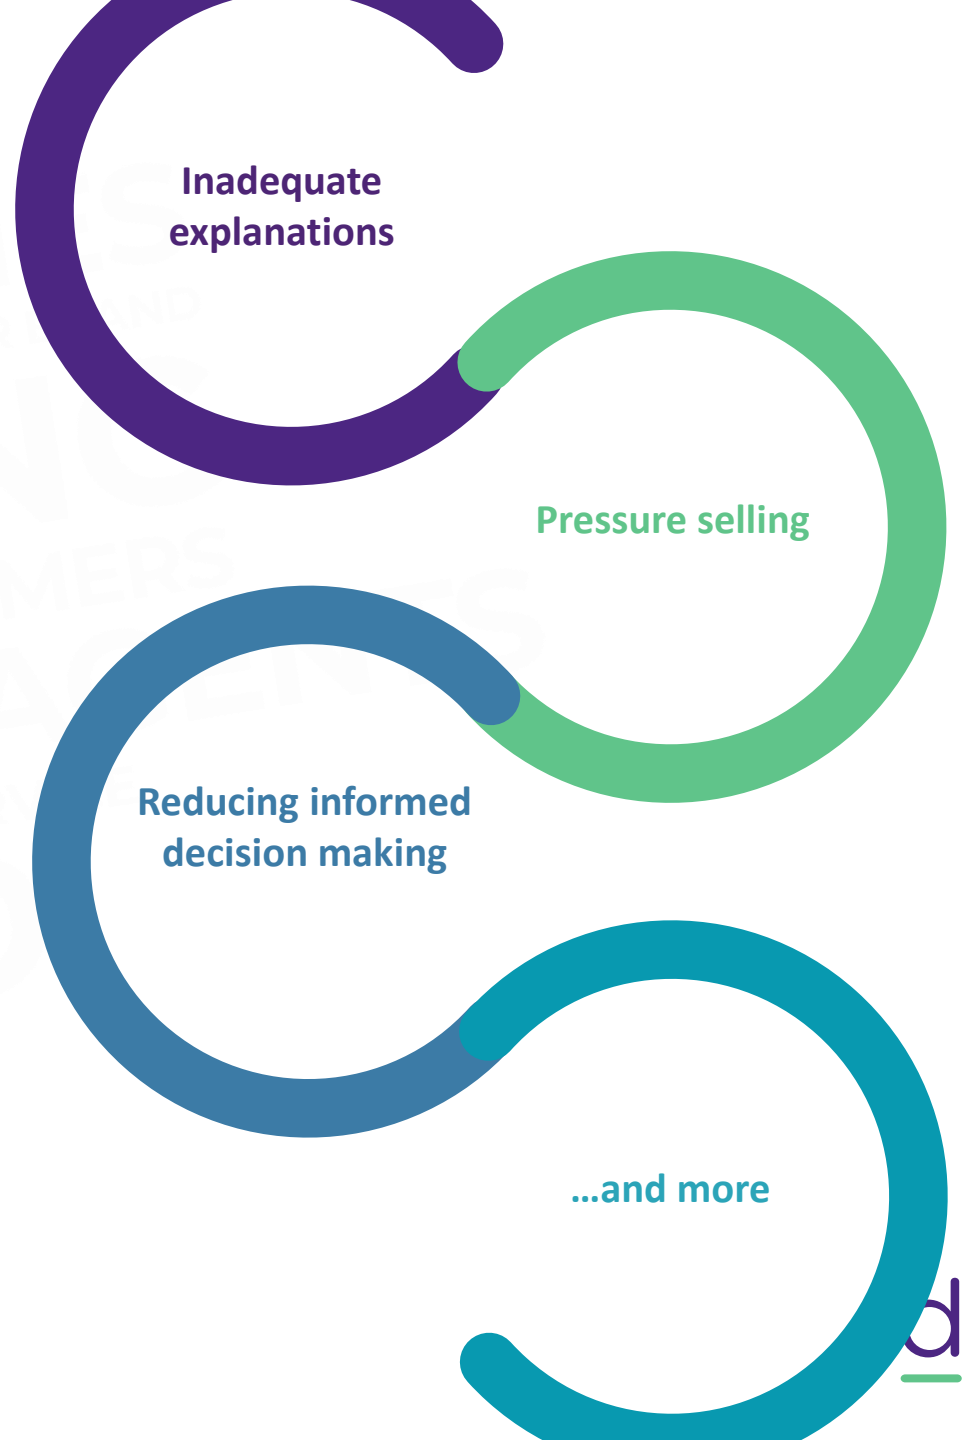 Inadequate
explanations
Pressure selling
Reducing informed
decision making
...and more
d